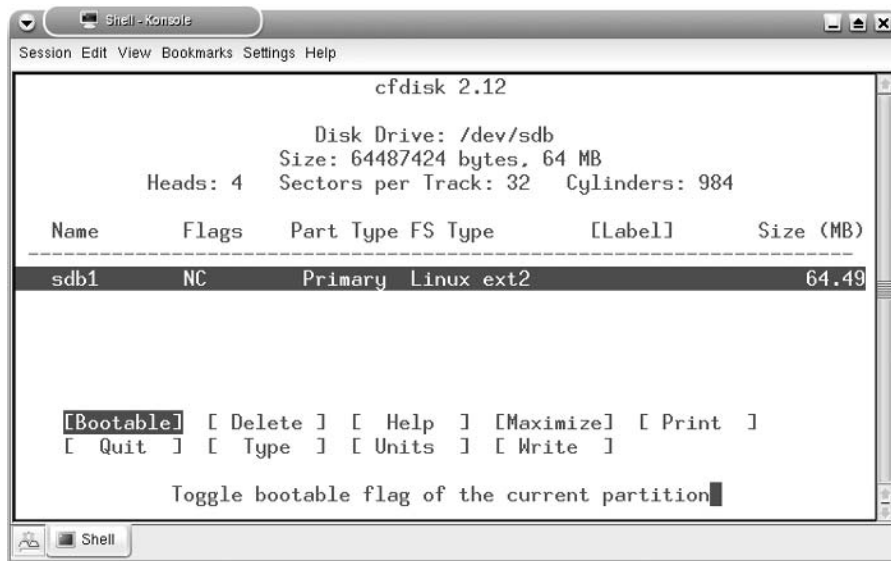 Shell - Konsole
Session Edit View Bookmarks Settings Help
cfdisk 2.12
Disk Drive: /dev/sdb
Size: 64487424 bytes, 64 MB
Heads: 4 Sectors per Track: 32 Cylinders: 984
Name Flags Part Type FS Type [Label] Size (MB)
sdb1 NC Primary Linux ext2 64.49
[Bootable] [ Delete ] [ Help ] [Maximize] [ Print ]
[ Quit ] [ Type ] [ Units ] [ Write ]
Toggle bootable flag of the current partition
Shell